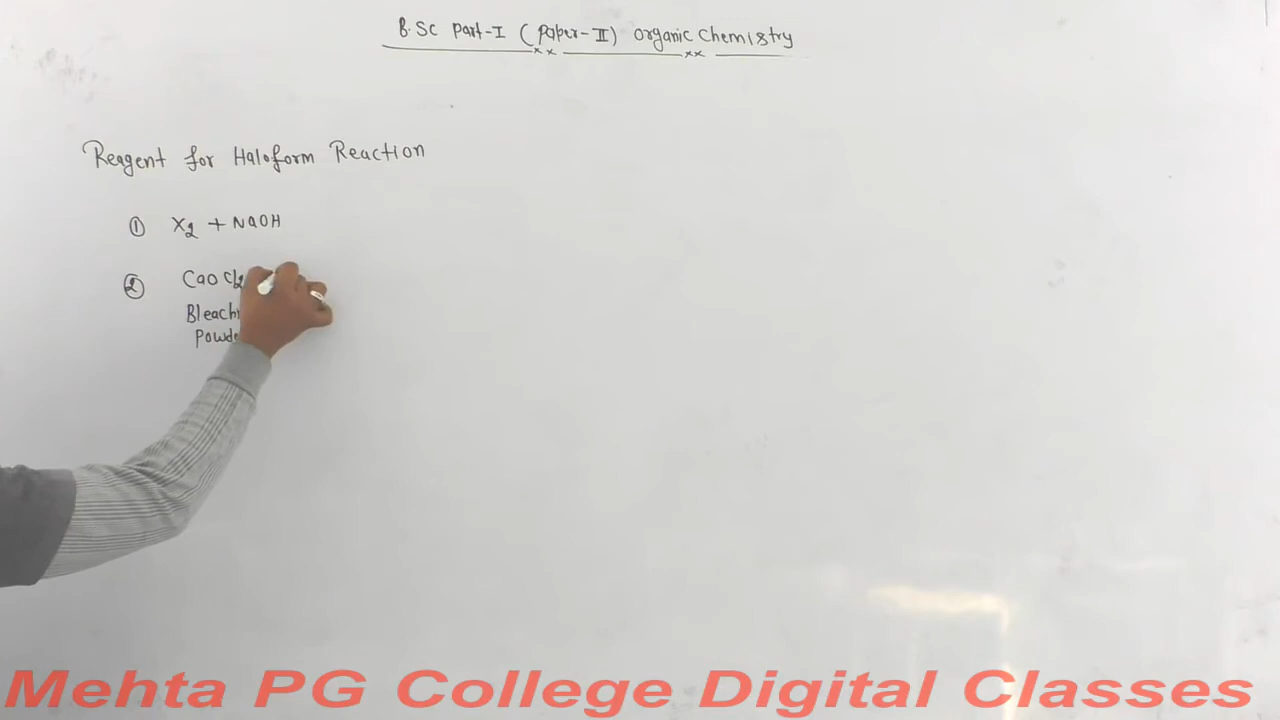 B.Sc Part-I (Paper-II) Organic Chemistry
Reagent for Haloform Reaction
① X2 + NaOH
② CaOCl2
Mehta PG College Digital Classes